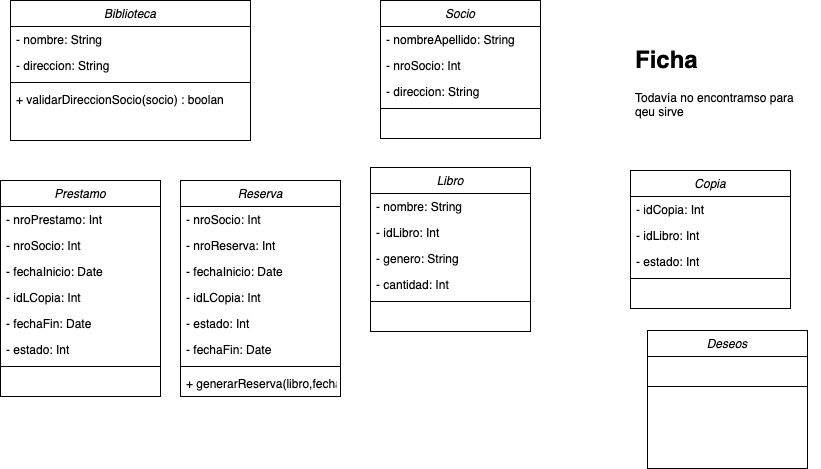 Biblioteca
- nombre: String
- direccion: String
+ validarDireccionSocio(socio) : boolan
Socio
- nombreApellido: String
- nroSocio: Int
- direccion: String
Ficha
Todavía no encontramso para
qeu sirve
Prestamo
- nroPrestamo: Int
- nroSocio: Int
- fechaInicio: Date
- idLCopia: Int
- fechaFin: Date
- estado: Int
Reserva
- nroSocio: Int
- nroReserva: Int
- fechaInicio: Date
- idLCopia: Int
- estado: Int
- fechaFin: Date
+ generarReserva(libro,fecha
Libro
- nombre: String
- idLibro: Int
- genero: String
- cantidad: Int
Copia
- idCopia: Int
- idLibro: Int
- estado: Int
Deseos